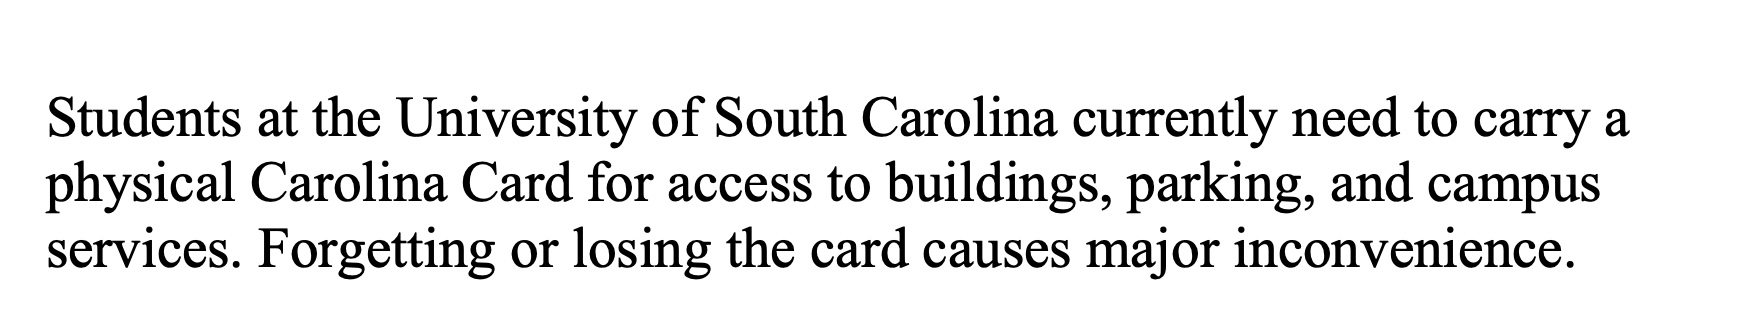 Students at the University of South Carolina currently need to carry a
physical Carolina Card for access to buildings, parking, and campus
services. Forgetting or losing the card causes major inconvenience.